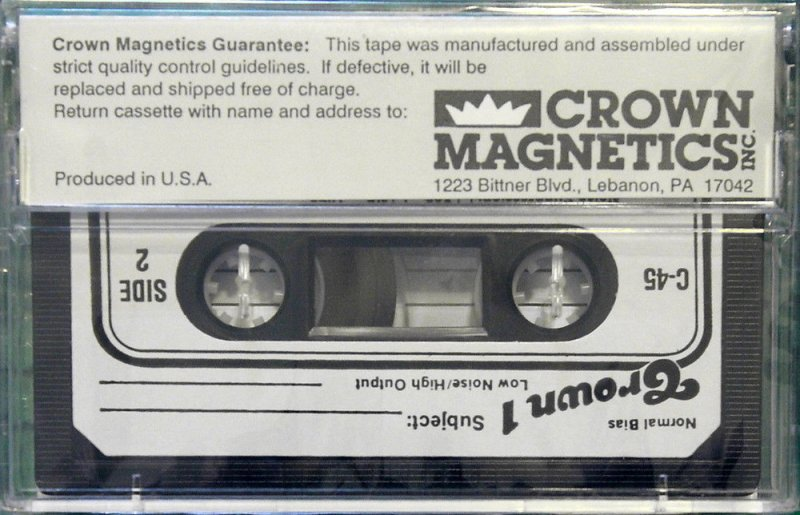 Crown Magnetics Guarantee: This tape was manufactured and assembled under
strict quality control guidelines. If defective, it will be
replaced and shipped free of charge.
Return cassette with name and address to:
CROWN
MAGNETICS INC.
Produced in U.S.A.
1223 Bittner Blvd., Lebanon, PA 17042
Normal Bias
Crown 1
Subject:
Low Noise/High Output
C-45
SIDE
2